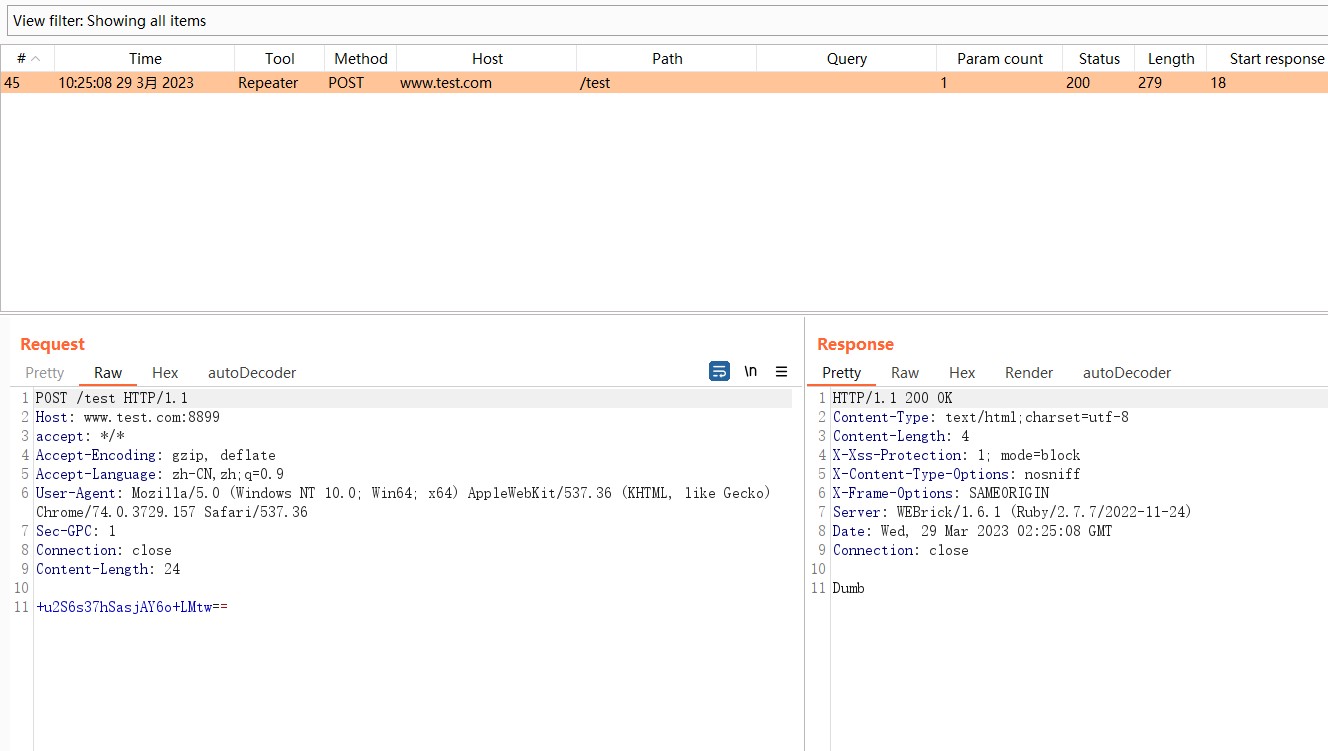 View filter: Showing all items
# Time Tool Method Host Path Query Param count Status Length Start response
45 10:25:08 29 3月 2023 Repeater POST www.test.com /test 1 200 279 18
Request
Pretty Raw Hex autoDecoder \n
1 POST /test HTTP/1.1
2 Host: www.test.com:8899
3 accept: */*
4 Accept-Encoding: gzip, deflate
5 Accept-Language: zh-CN,zh;q=0.9
6 User-Agent: Mozilla/5.0 (Windows NT 10.0; Win64; x64) AppleWebKit/537.36 (KHTML, like Gecko)
Chrome/74.0.3729.157 Safari/537.36
7 Sec-GPC: 1
8 Connection: close
9 Content-Length: 24
10
11 +u2S6s37hSasjAY6o+LMtw==
Response
Pretty Raw Hex Render autoDecoder
1 HTTP/1.1 200 OK
2 Content-Type: text/html;charset=utf-8
3 Content-Length: 4
4 X-Xss-Protection: 1; mode=block
5 X-Content-Type-Options: nosniff
6 X-Frame-Options: SAMEORIGIN
7 Server: WEBrick/1.6.1 (Ruby/2.7.7/2022-11-24)
8 Date: Wed, 29 Mar 2023 02:25:08 GMT
9 Connection: close
10
11 Dumb